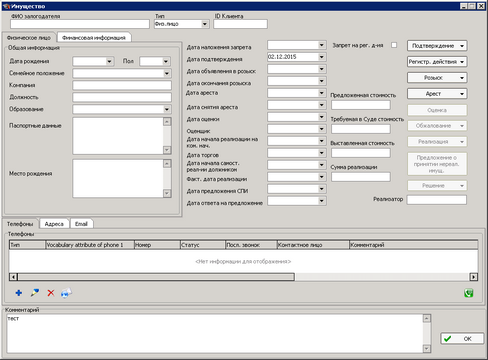 Имущество
ФИО залогодателя
Тип
ID Клиента
Физ.лицо
Физическое лицо
Финансовая информация
Общая информация
Дата рождения
Пол
Семейное положение
Компания
Должность
Образование
Паспортные данные
Место рождения
Дата наложения запрета
Запрет на рег. д-ия
Подтверждение
Дата подтверждения
02.12.2015
Регистр. действия
Дата объявления в розыск
Розыск
Дата окончания розыска
Дата ареста
Предложенная стоимость
Арест
Дата снятия ареста
Оценка
Дата оценки
Требуемая в Суде стоимость
Обжалование
Оценщик
Дата начала реализации на
ком. нач.
Выставленная стоимость
Реализация
Дата торгов
Предложение о
принятии нереал.
имущ.
Дата начала самост.
реал-ии должником
Сумма реализации
Факт. дата реализации
Решение
Дата предложения СПИ
Реализатор
Дата ответа на предложение
Телефоны
Адреса
Email
Телефоны
Тип
Vocabulary attribute of phone 1
Номер
Статус
Посл. звонок
Контактное лицо
Комментарий
<Нет информации для отображения>
Комментарий
тест
OK